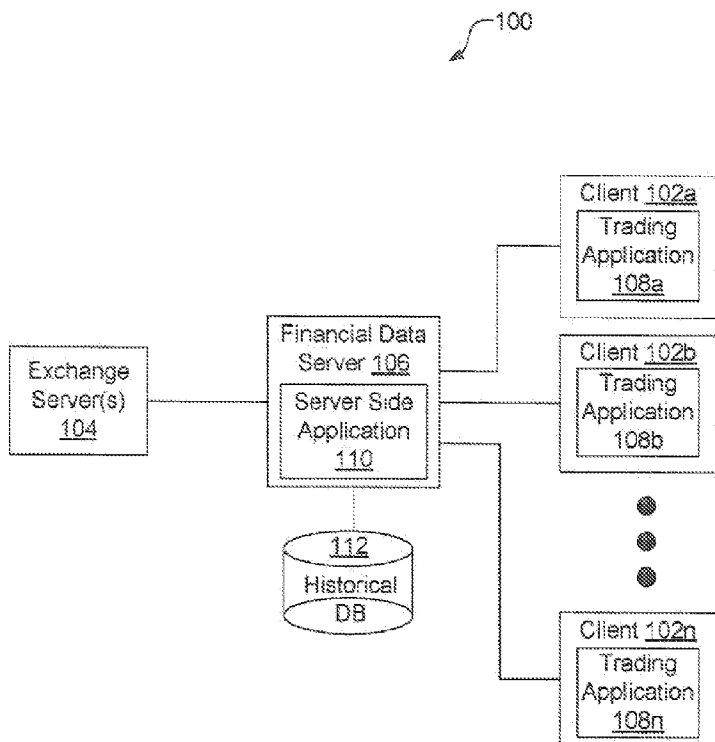 100
Client 102a
Trading
Application
108a
Financial Data
Server 106
Server Side
Application
110
Exchange
Server(s)
104
Client 102b
Trading
Application
108b
112
Historical
DB
Client 102n
Trading
Application
108n